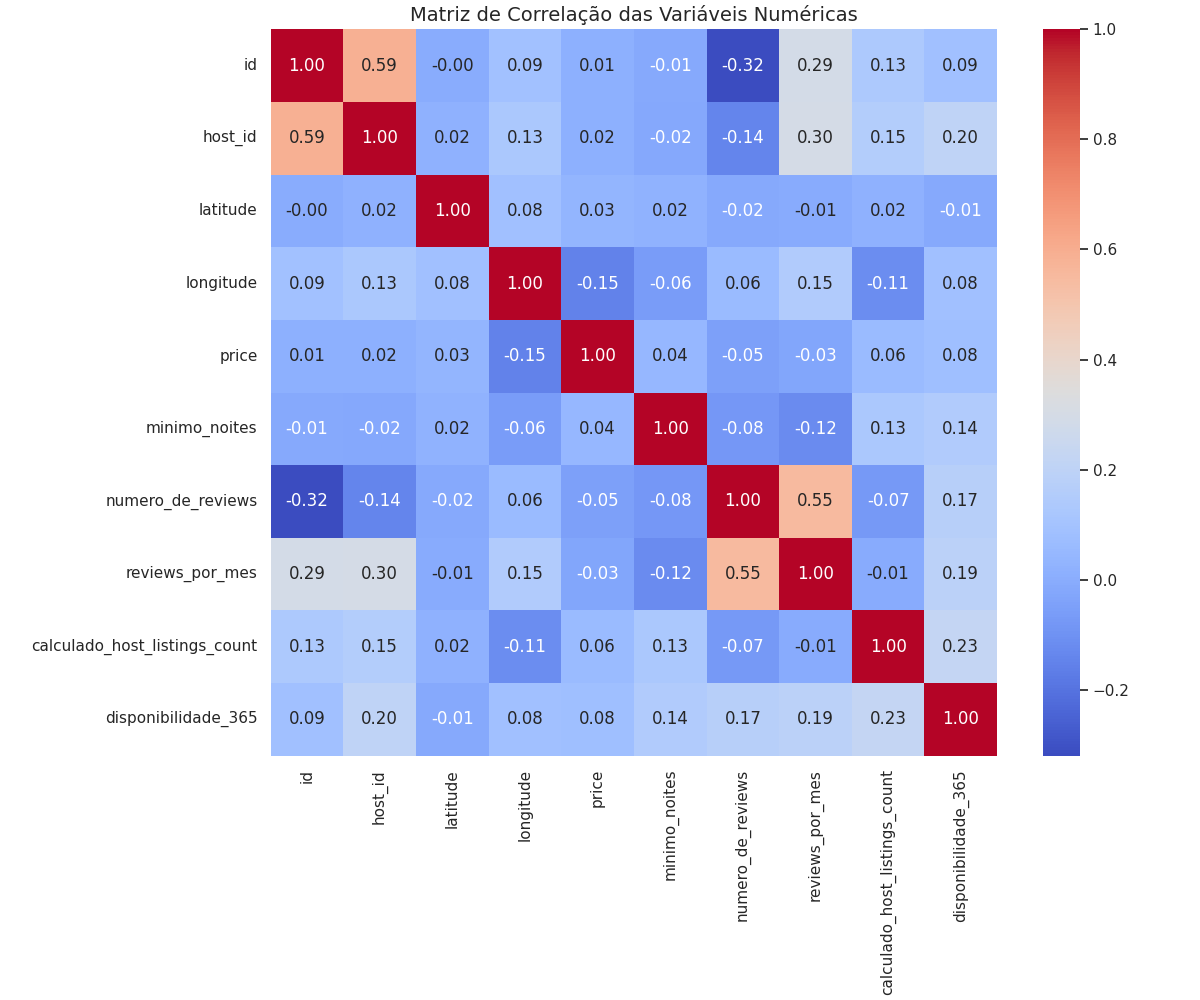 Matriz de Correlação das Variáveis Numéricas
id 1.00 0.59 -0.00 0.09 0.01 -0.01 -0.32 0.29 0.13 0.09
host_id 0.59 1.00 0.02 0.13 0.02 -0.02 -0.14 0.30 0.15 0.20
latitude -0.00 0.02 1.00 0.08 0.03 0.02 -0.02 -0.01 0.02 -0.01
longitude 0.09 0.13 0.08 1.00 -0.15 -0.06 0.06 0.15 -0.11 0.08
price 0.01 0.02 0.03 -0.15 1.00 0.04 -0.05 -0.03 0.06 0.08
minimo_noites -0.01 -0.02 0.02 -0.06 0.04 1.00 -0.08 -0.12 0.13 0.14
numero_de_reviews -0.32 -0.14 -0.02 0.06 -0.05 -0.08 1.00 0.55 -0.07 0.17
reviews_por_mes 0.29 0.30 -0.01 0.15 -0.03 -0.12 0.55 1.00 -0.01 0.19
calculado_host_listings_count 0.13 0.15 0.02 -0.11 0.06 0.13 -0.07 -0.01 1.00 0.23
disponibilidade_365 0.09 0.20 -0.01 0.08 0.08 0.14 0.17 0.19 0.23 1.00
id
host_id
latitude
longitude
price
minimo_noites
numero_de_reviews
reviews_por_mes
calculado_host_listings_count
disponibilidade_365
1.0
0.8
0.6
0.4
0.2
0.0
−0.2